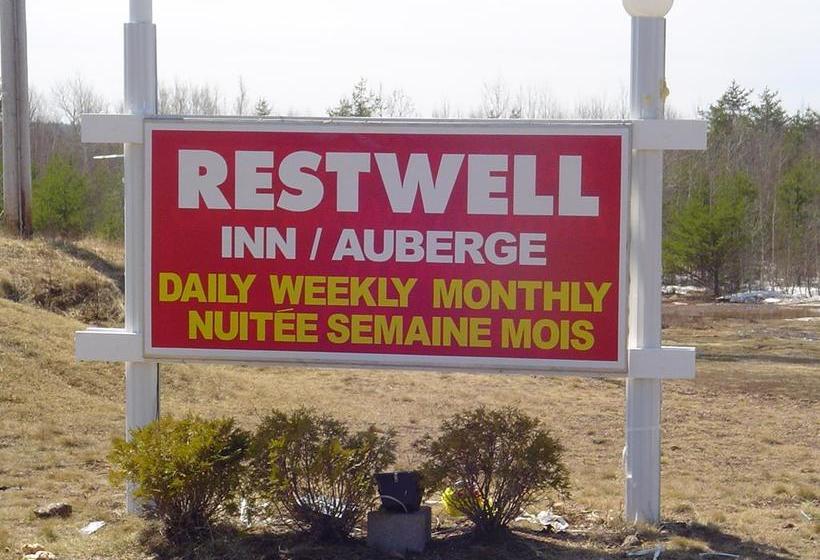 RESTWELL
INN / AUBERGE
DAILY WEEKLY MONTHLY
NUITÉE SEMAINE MOIS